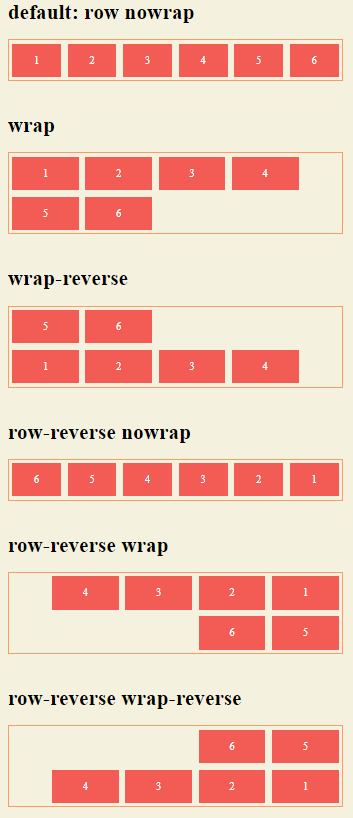 default: row nowrap
1 2 3 4 5 6
wrap
1 2 3 4
5 6
wrap-reverse
5 6
1 2 3 4
row-reverse nowrap
6 5 4 3 2 1
row-reverse wrap
4 3 2 1
6 5
row-reverse wrap-reverse
6 5
4 3 2 1